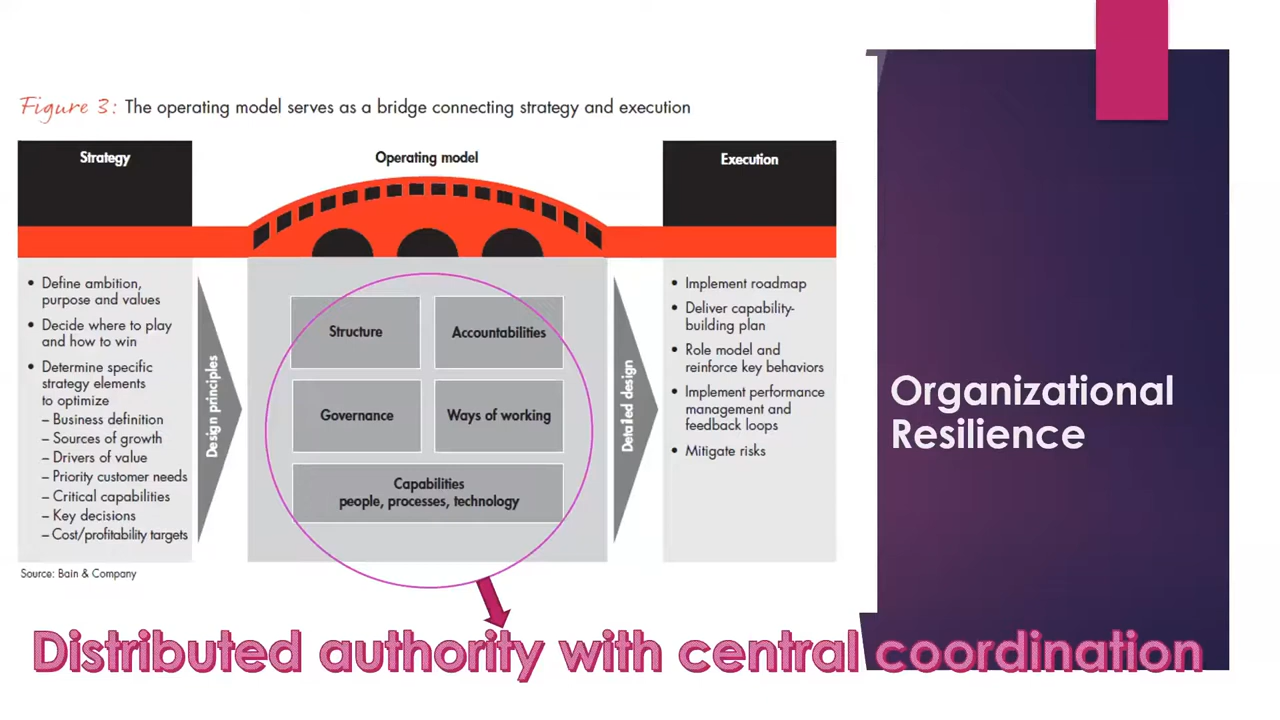 Figure 3: The operating model serves as a bridge connecting strategy and execution
Strategy
Operating model
Execution
• Define ambition,
purpose and values
• Decide where to play
and how to win
• Determine specific
strategy elements
to optimize
– Business definition
– Sources of growth
– Drivers of value
– Priority customer needs
– Critical capabilities
– Key decisions
– Cost/profitability targets
Design principles
Structure
Accountabilities
Governance
Ways of working
Capabilities
people, processes, technology
Detailed design
• Implement roadmap
• Deliver capability-
building plan
• Role model and
reinforce key behaviors
• Implement performance
management and
feedback loops
• Mitigate risks
Source: Bain & Company
Organizational
Resilience
Distributed authority with central coordination